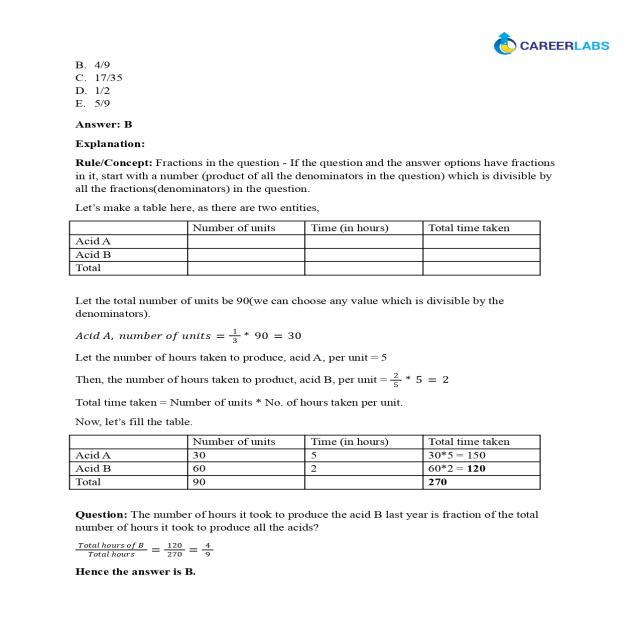 CAREERLABS
B. 4/9
C. 17/35
D. 1/2
E. 5/9
Answer: B
Explanation:
Rule/Concept: Fractions in the question - If the question and the answer options have fractions
in it, start with a number (product of all the denominators in the question) which is divisible by
all the fractions(denominators) in the question.
Let's make a table here, as there are two entities,
Number of units Time (in hours) Total time taken
Acid A
Acid B
Total
Let the total number of units be 90(we can choose any value which is divisible by the
denominators).
Acid A, number of units = 1/3 * 90 = 30
Let the number of hours taken to produce, acid A, per unit = 5
Then, the number of hours taken to product, acid B, per unit = 2/5 * 5 = 2
Total time taken = Number of units * No. of hours taken per unit.
Now, let's fill the table.
Number of units Time (in hours) Total time taken
Acid A 30 5 30*5 = 150
Acid B 60 2 60*2 = 120
Total 90 270
Question: The number of hours it took to produce the acid B last year is fraction of the total
number of hours it took to produce all the acids?
Total hours of B/Total hours = 120/270 = 4/9
Hence the answer is B.